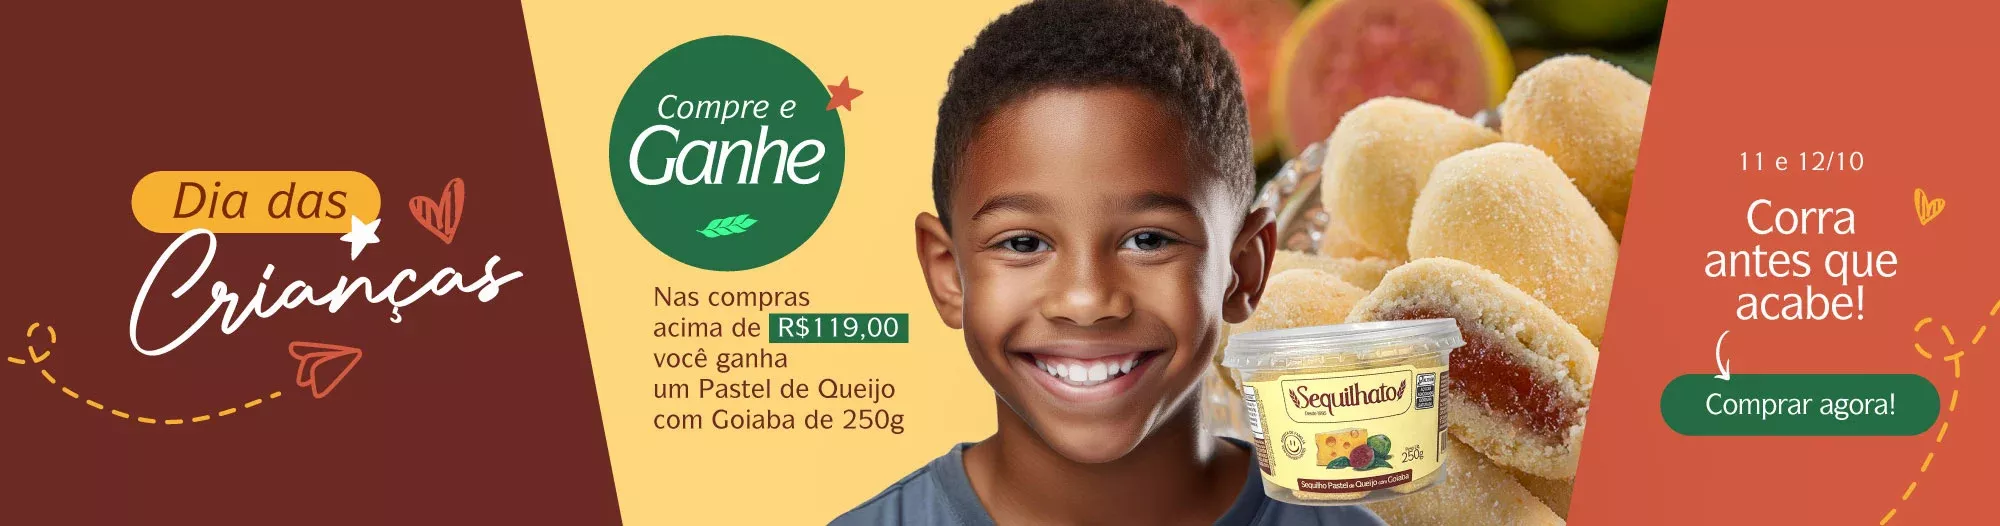 Dia das
Crianças
Compre e
Ganhe
Nas compras
acima de R$119,00
você ganha
um Pastel de Queijo
com Goiaba de 250g
Sequilhato
Desde 1995
250g
Sequilho Pastel de Queijo com Goiaba
11 e 12/10
Corra
antes que
acabe!
Comprar agora!